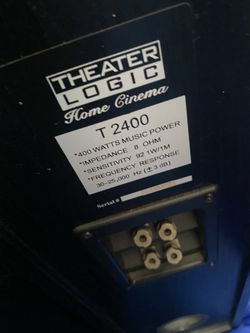 THEATER
LOGIC
Home Cinema
T 2400
*400 WATTS MUSIC POWER
*IMPEDANCE 8 OHM
*SENSITIVITY 92 1W/1M
*FREQUENCY RESPONSE
30-25,000 HZ (±3 dB)
Serial #